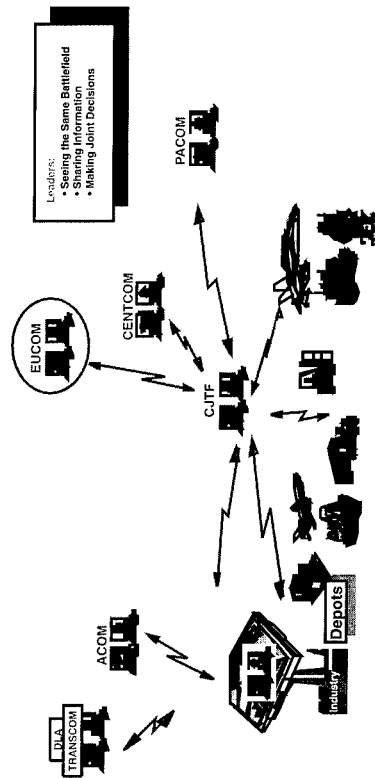 Leaders:
• Seeing the Same Battlefield
• Sharing Information
• Making Joint Decisions
EUCOM
CENTCOM
PACOM
CJTF
ACOM
DLA
TRANSCOM
Industry
Depots